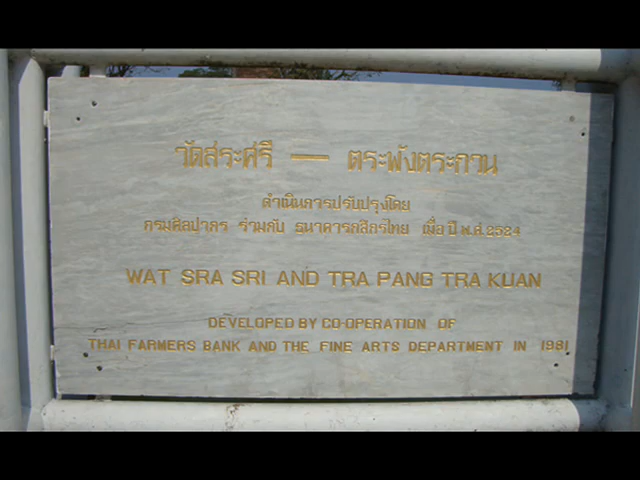 วัดสระศรี — ตระพังตระกวน
ดำเนินการปรับปรุงโดย
กรมศิลปากร ร่วมกับ ธนาคารกสิกรไทย เมื่อ ปี พ.ศ.2524
WAT SRA SRI AND TRA PANG TRA KUAN
DEVELOPED BY CO-OPERATION OF
THAI FARMERS BANK AND THE FINE ARTS DEPARTMENT IN 1981